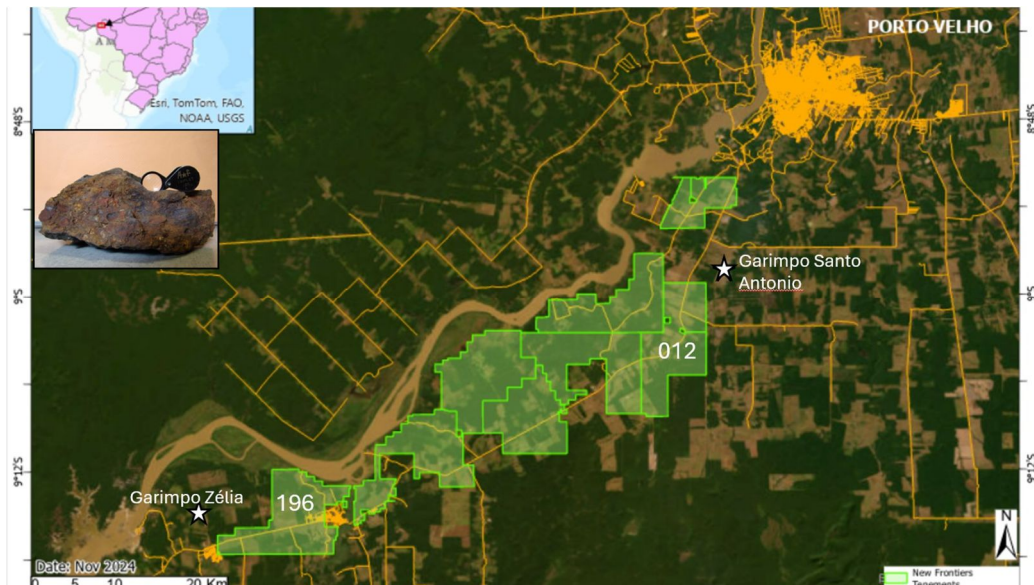 PORTO VELHO
Esri, TomTom, FAO,
NOAA, USGS
8°48'S
8°48'S
Garimpo Santo
Antonio
9°S
9°S
012
9°12'S
9°12'S
Garimpo Zélia
196
N
Date: Nov 2024
0 5 10 20 Km
New Frontiers
Tenements